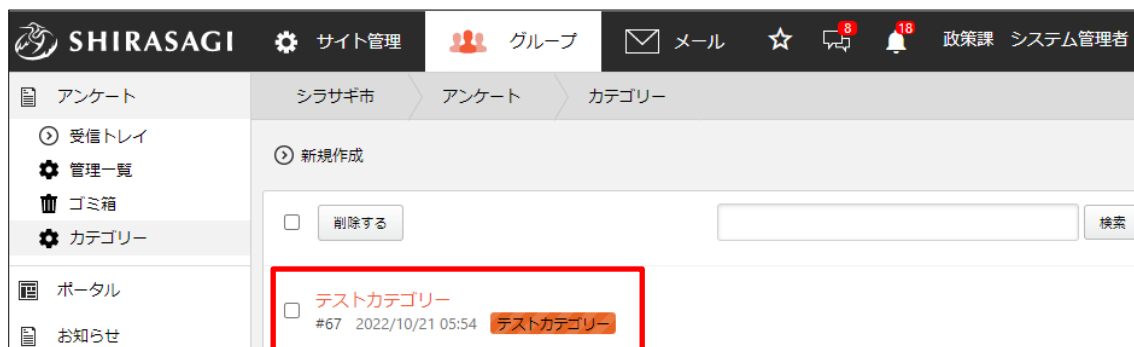 SHIRASAGI サイト管理 グループ メール 8 18 政策課 システム管理者
アンケート
シラサギ市 アンケート カテゴリー
受信トレイ
管理一覧
ゴミ箱
カテゴリー
ポータル
お知らせ
新規作成
削除する 検索
テストカテゴリー
#67 2022/10/21 05:54 テストカテゴリー